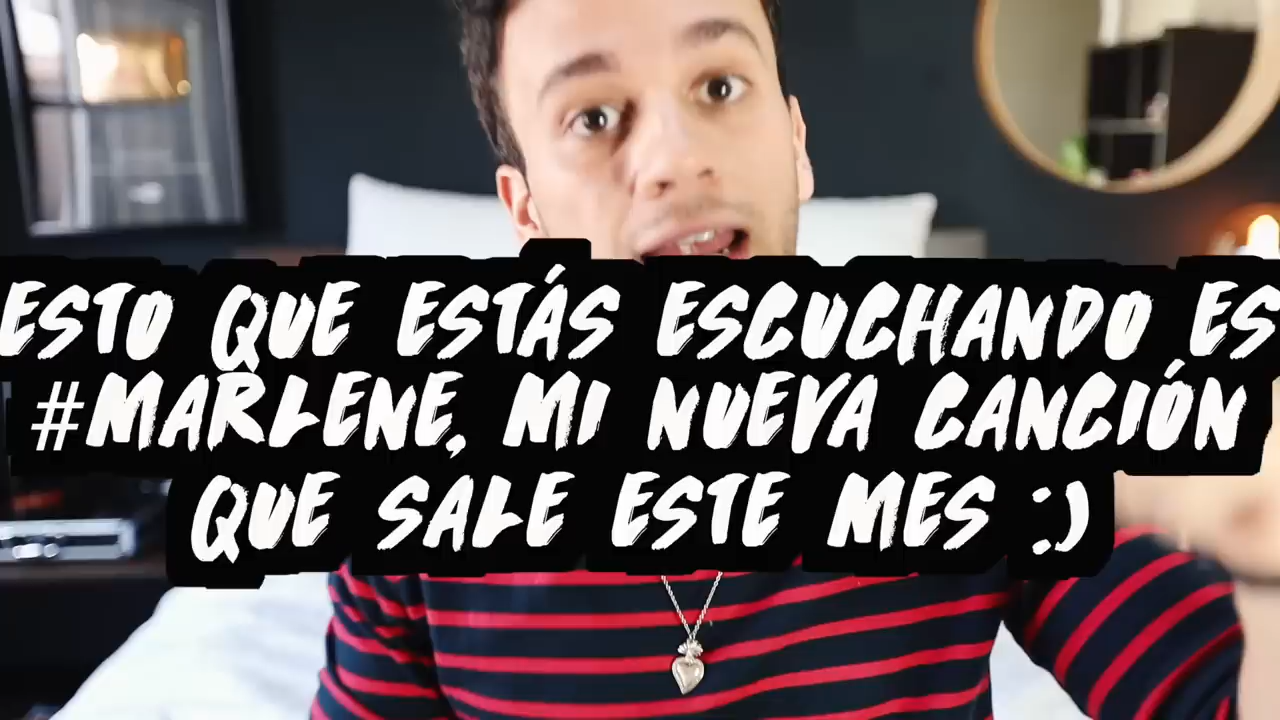 ESTO QUE ESTÁS ESCUCHANDO ES
#MARLENE, MI NUEVA CANCIÓN
QUE SALE ESTE MES :)